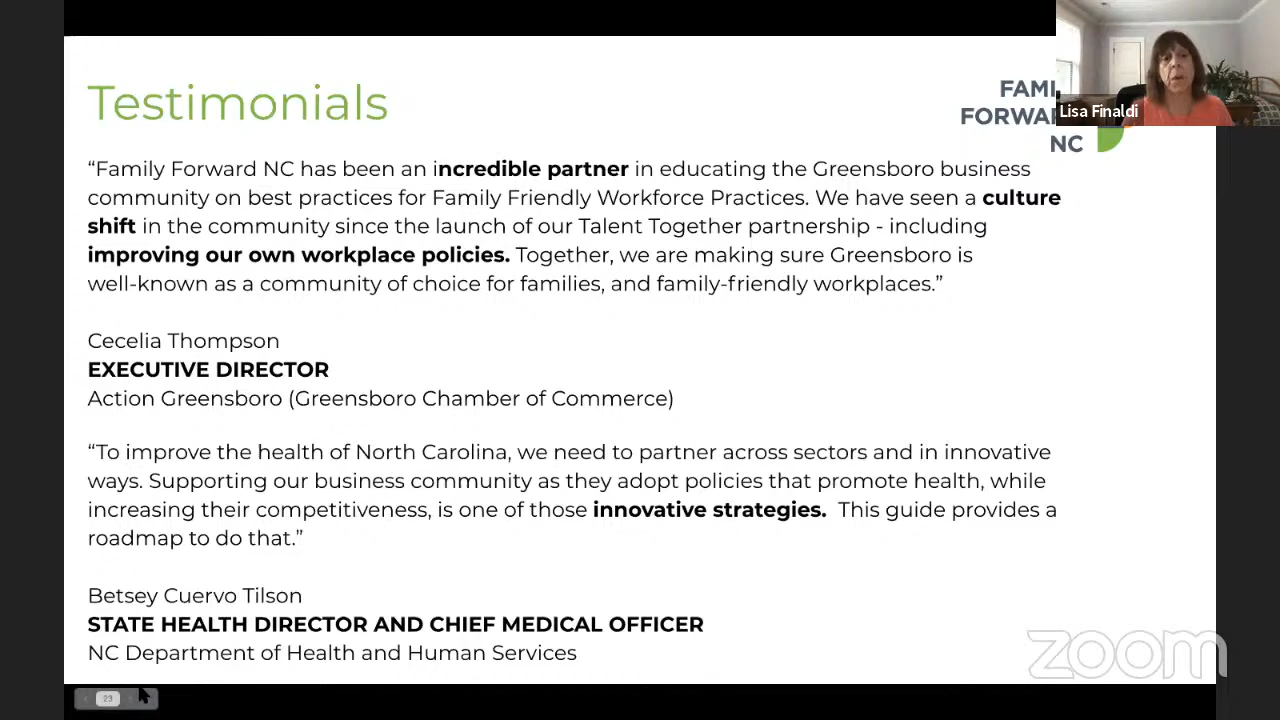 Testimonials
FAMI
FORWA
NC
Lisa Finaldi
“Family Forward NC has been an incredible partner in educating the Greensboro business
community on best practices for Family Friendly Workforce Practices. We have seen a culture
shift in the community since the launch of our Talent Together partnership - including
improving our own workplace policies. Together, we are making sure Greensboro is
well-known as a community of choice for families, and family-friendly workplaces.”
Cecelia Thompson
EXECUTIVE DIRECTOR
Action Greensboro (Greensboro Chamber of Commerce)
“To improve the health of North Carolina, we need to partner across sectors and in innovative
ways. Supporting our business community as they adopt policies that promote health, while
increasing their competitiveness, is one of those innovative strategies.  This guide provides a
roadmap to do that.”
Betsey Cuervo Tilson
STATE HEALTH DIRECTOR AND CHIEF MEDICAL OFFICER
NC Department of Health and Human Services
zoom
23